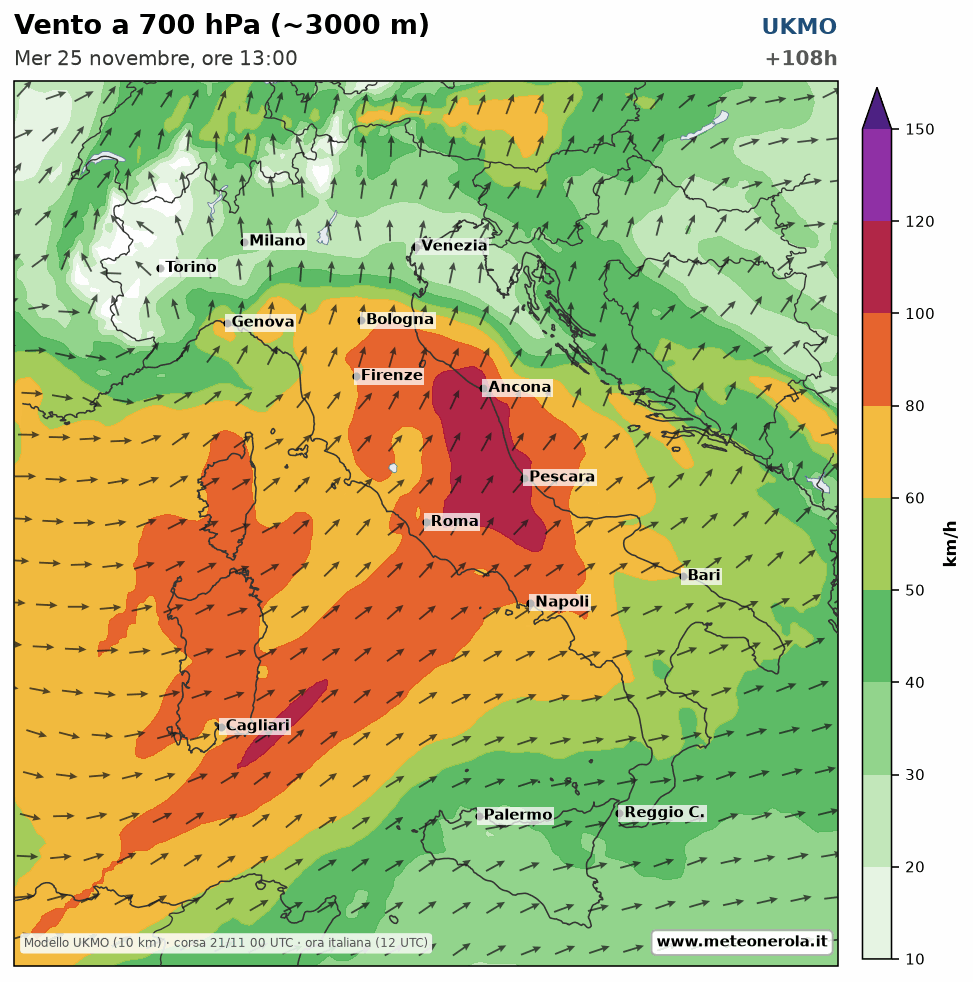 Vento a 700 hPa (~3000 m)
UKMO
Mer 25 novembre, ore 13:00
+108h
Milano
Venezia
Torino
Genova
Bologna
Firenze
Ancona
Pescara
Roma
Bari
Napoli
Cagliari
Palermo
Reggio C.
150
120
100
80
60
50
40
30
20
10
km/h
Modello UKMO (10 km) · corsa 21/11 00 UTC · ora italiana (12 UTC)
www.meteonerola.it